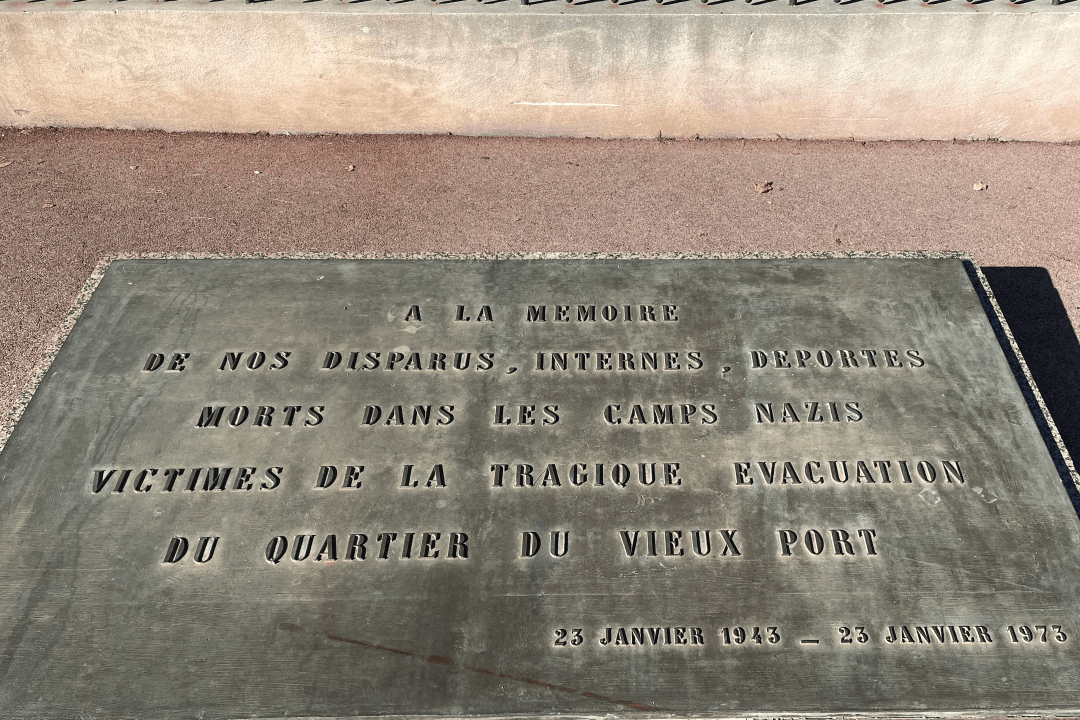 A LA MEMOIRE
DE NOS DISPARUS, INTERNES, DEPORTES
MORTS DANS LES CAMPS NAZIS
VICTIMES DE LA TRAGIQUE EVACUATION
DU QUARTIER DU VIEUX PORT
23 JANVIER 1943 _ 23 JANVIER 1973